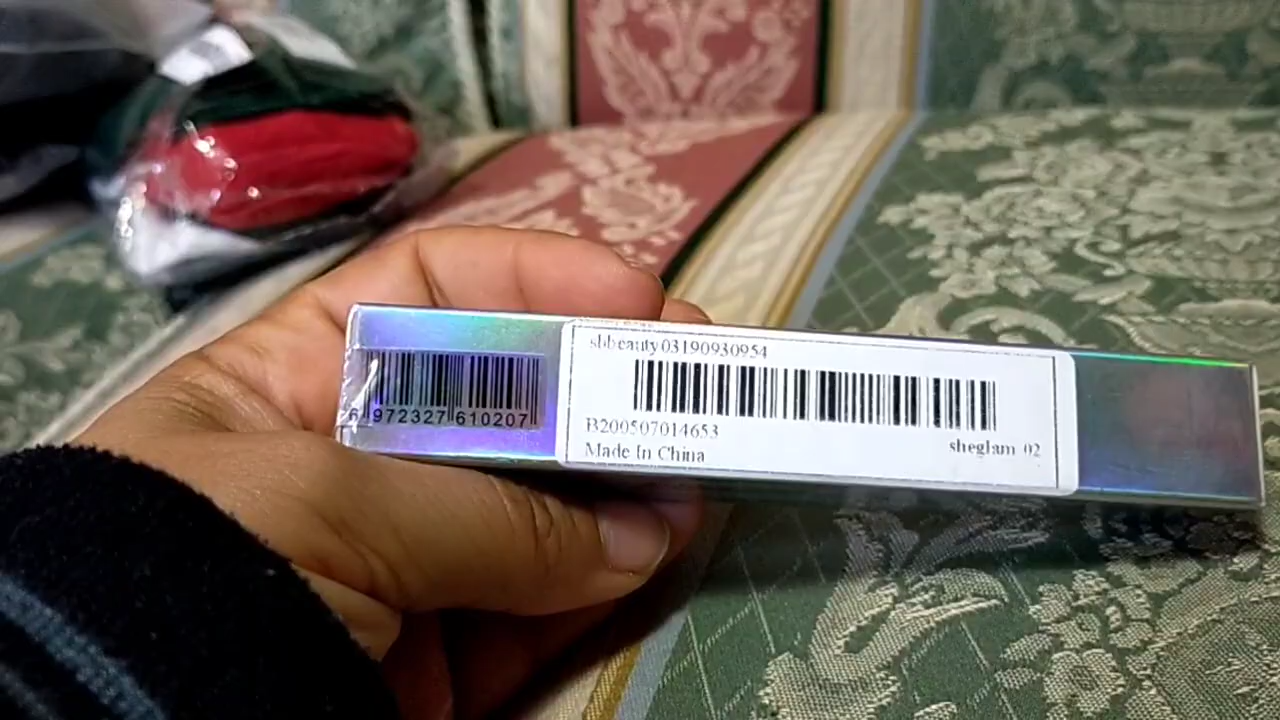 6 972327 610207
sbbeauty03190930954
B200507014653
Made In China
sheglam 02